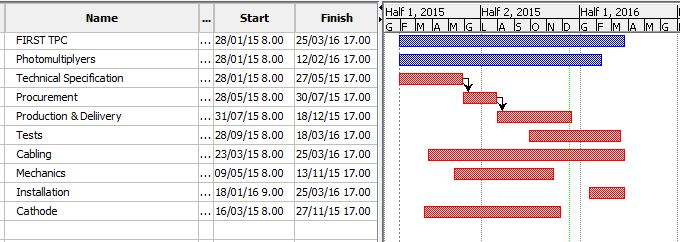 Name ... Start Finish Half 1, 2015 Half 2, 2015 Half 1, 2016 H
G F M A M G L A S O N D G F M A M G
FIRST TPC ... 28/01/15 8.00 25/03/16 17.00
Photomultiplyers ... 28/01/15 8.00 12/02/16 17.00
Technical Specification ... 28/01/15 8.00 27/05/15 17.00
Procurement ... 28/05/15 8.00 30/07/15 17.00
Production & Deliivery ... 31/07/15 8.00 18/12/15 17.00
Tests ... 28/09/15 8.00 18/03/16 17.00
Cabling ... 23/03/15 8.00 25/03/16 17.00
Mechanics ... 09/05/15 8.00 13/11/15 17.00
Installation ... 18/01/16 9.00 25/03/16 17.00
Cathode ... 16/03/15 8.00 27/11/15 17.00